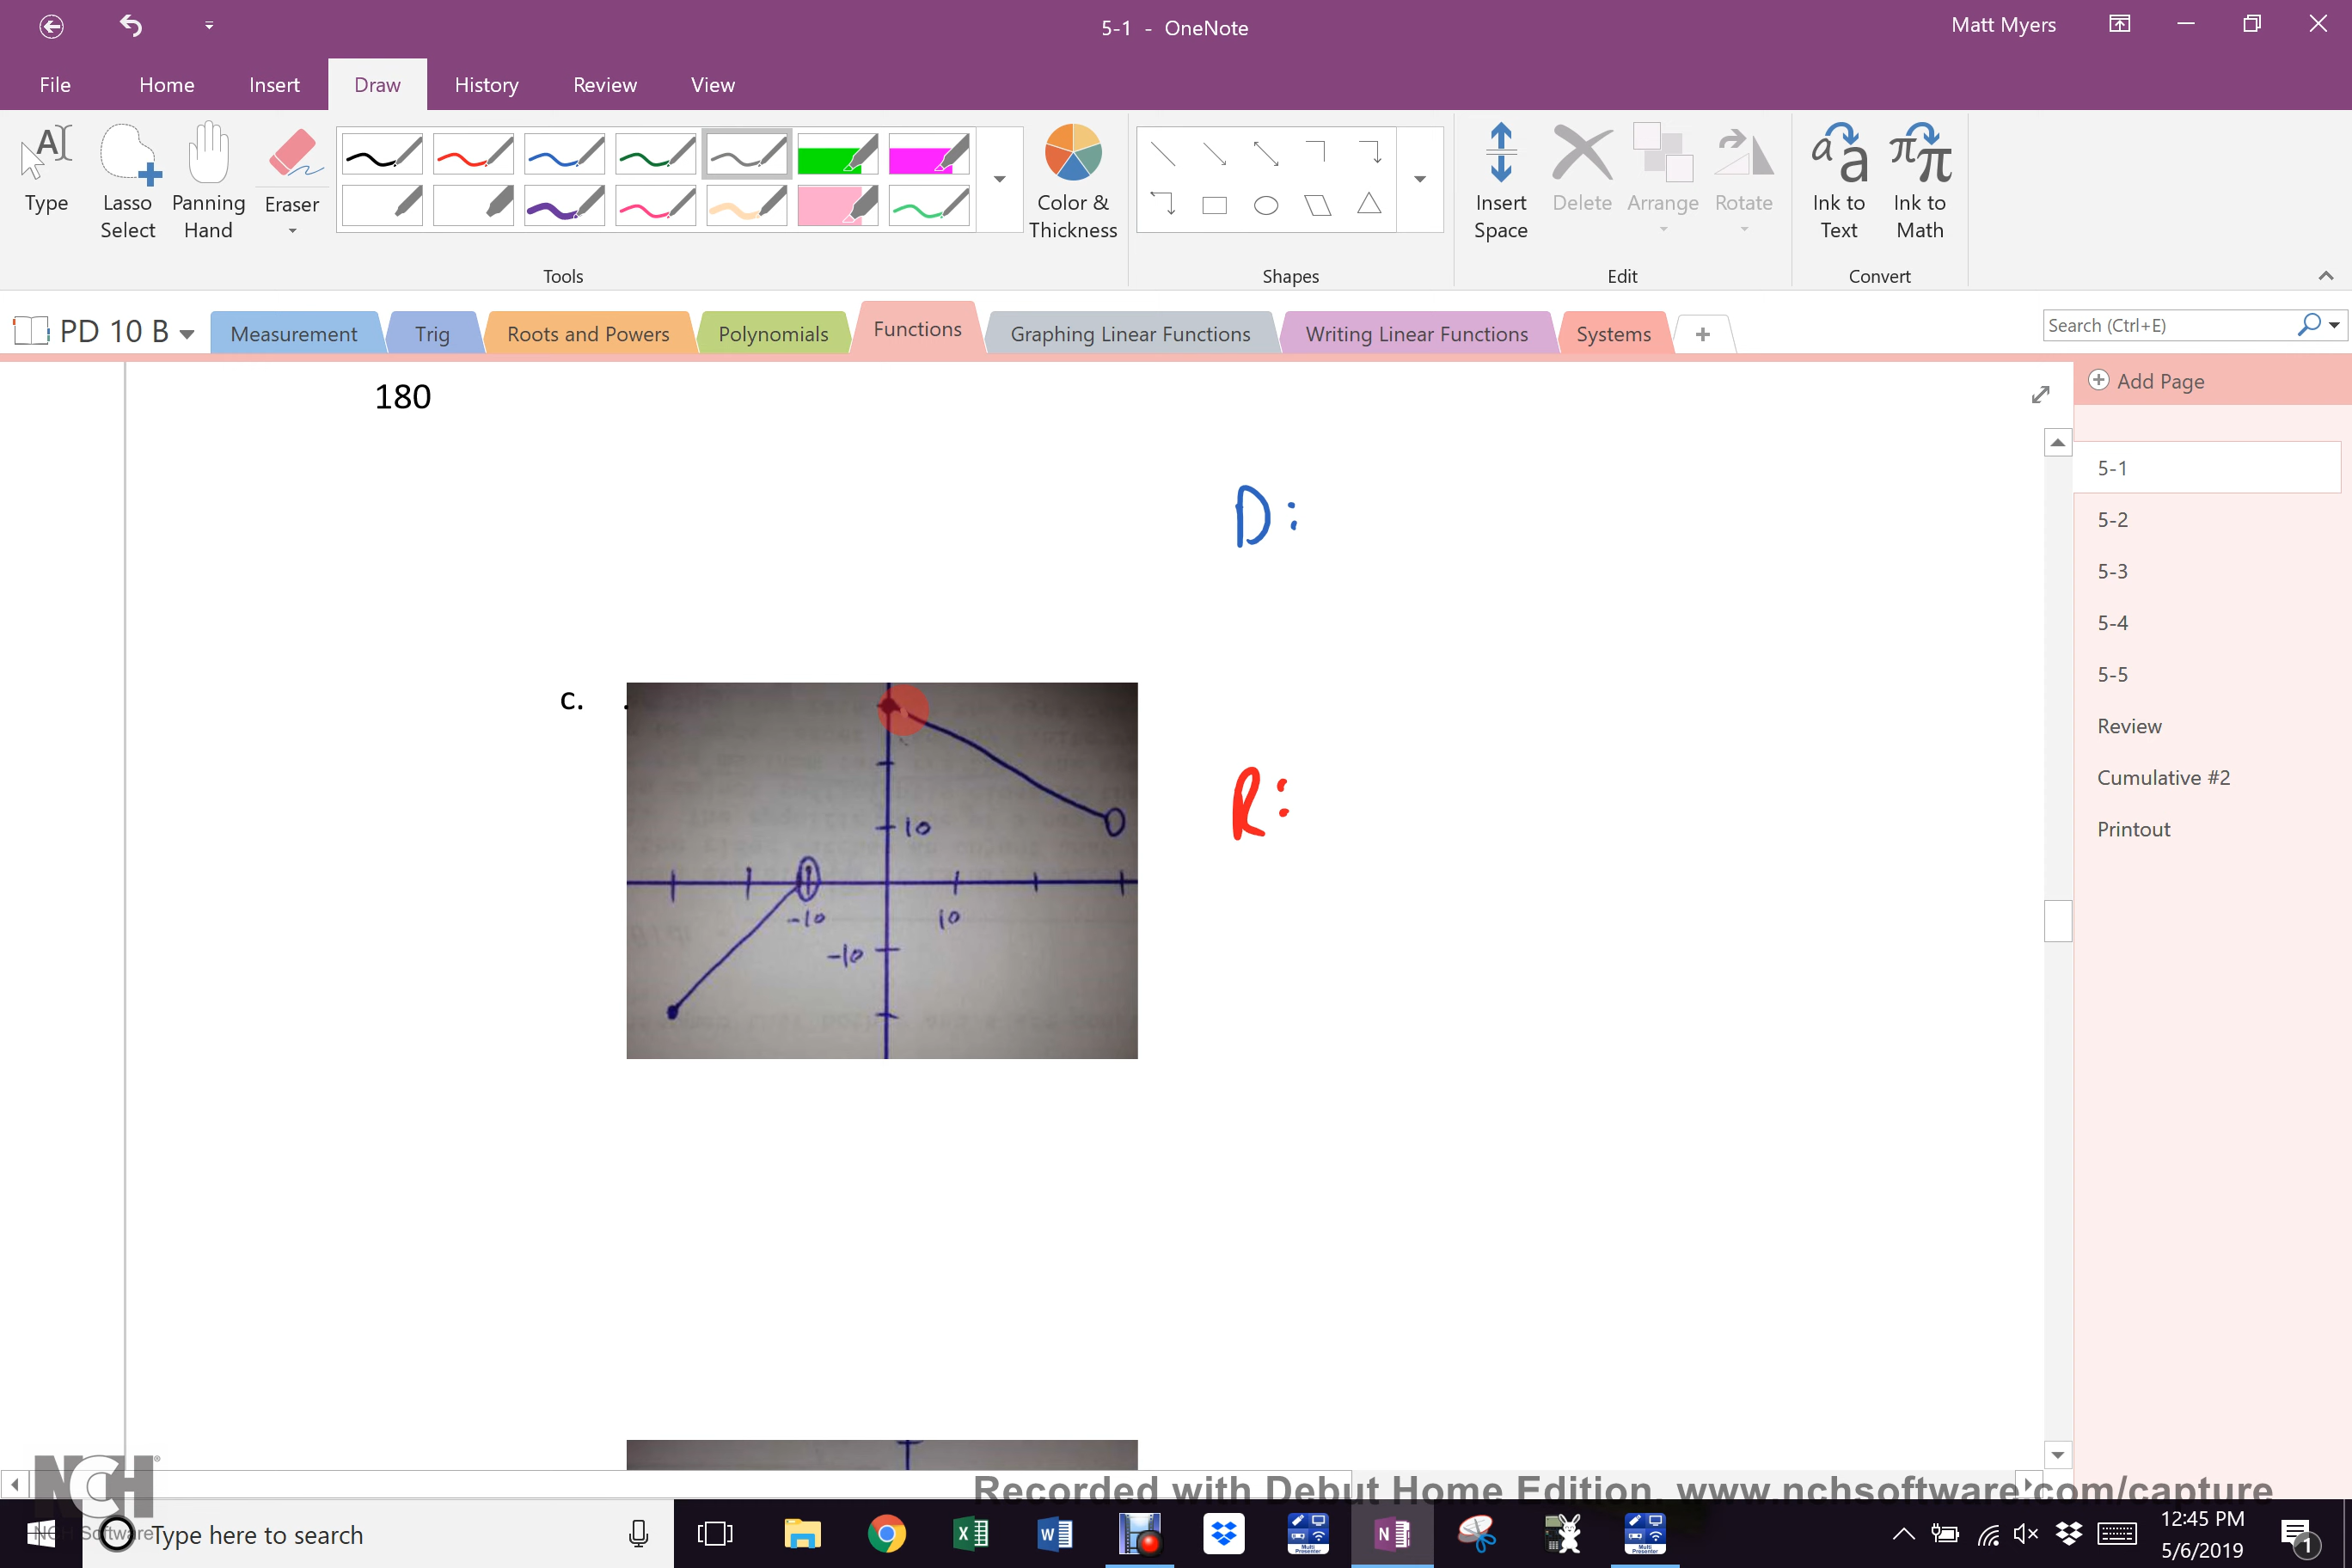 5-1 - OneNote
Matt Myers
File Home Insert Draw History Review View
Type
Lasso Select
Panning Hand
Eraser
Color & Thickness
Insert Space
Delete
Arrange
Rotate
Ink to Text
Ink to Math
Tools
Shapes
Edit
Convert
PD 10 B
Measurement Trig Roots and Powers Polynomials Functions Graphing Linear Functions Writing Linear Functions Systems
Search (Ctrl+E)
Add Page
5-1
5-2
5-3
5-4
5-5
Review
Cumulative #2
Printout
180
D:
c. .
R:
10
-10
10
-10
Recorded with Debut Home Edition. www.nchsoftware.com/capture
NCH
NCH Software
Type here to search
12:45 PM
5/6/2019
1